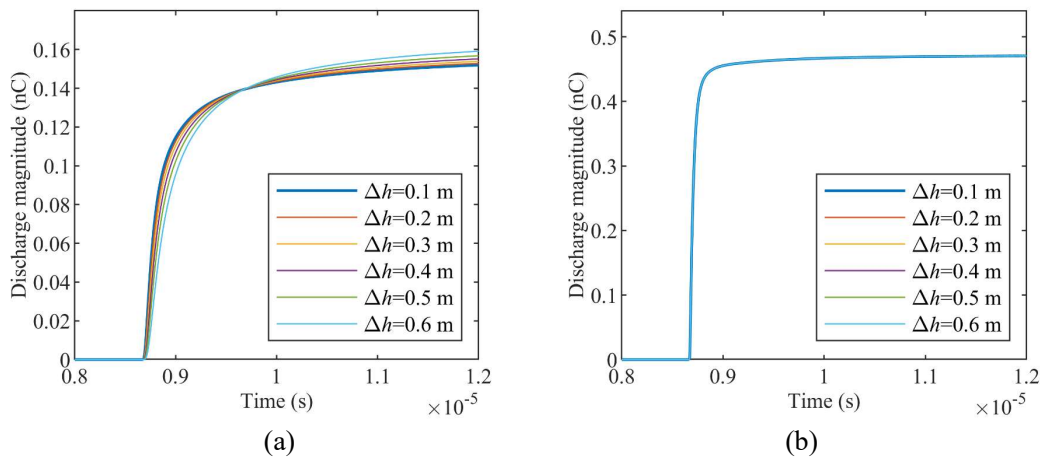 0.16
0.14
0.12
0.1
0.08
0.06
0.04
0.02
0
Discharge magnitude (nC)
Δh=0.1 m
Δh=0.2 m
Δh=0.3 m
Δh=0.4 m
Δh=0.5 m
Δh=0.6 m
0.8 0.9 1 1.1 1.2
Time (s)
×10⁻⁵
(a)
0.5
0.4
0.3
0.2
0.1
0
Discharge magnitude (nC)
Δh=0.1 m
Δh=0.2 m
Δh=0.3 m
Δh=0.4 m
Δh=0.5 m
Δh=0.6 m
0.8 0.9 1 1.1 1.2
Time (s)
×10⁻⁵
(b)